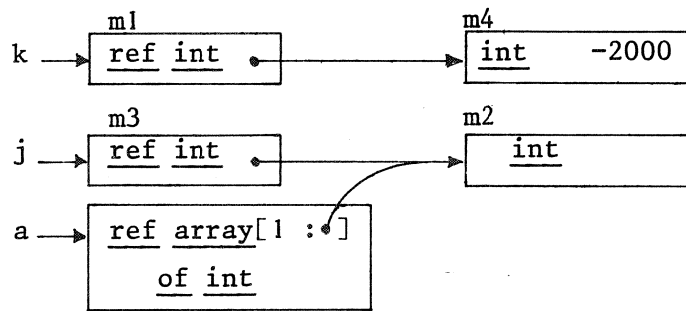 m1 m4
k ref int int -2000
m3 m2
j ref int int
a ref array[1 : ]
of int